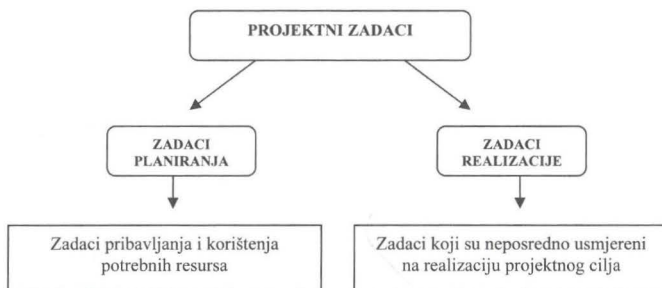 PROJEKTNI ZADACI
ZADACI
PLANIRANJA
ZADACI
REALIZACIJE
Zadaci pribavljanja i korištenja
potrebnih resursa
Zadaci koji su neposredno usmjereni
na realizaciju projektnog cilja